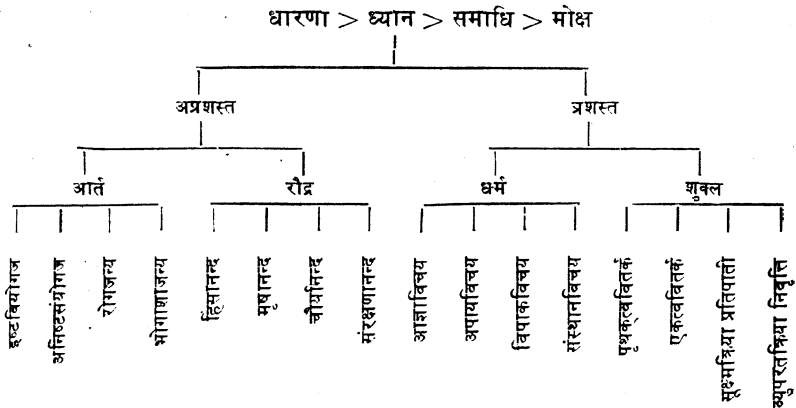 धारणा > ध्यान > समाधि > मोक्ष
अप्रशस्त
प्रशस्त
आर्त
रौद्र
धर्म
शुक्ल
इष्टवियोगज
अनिष्टसंयोगज
रोगजन्य
भोगाशाजन्य
हिंसानन्द
मृषानन्द
चौर्यानन्द
संरक्षणानन्द
आज्ञाविचय
अपायविचय
विपाकविचय
संस्थानविचय
पृथक्त्ववितर्क
एकत्ववितर्क
सूक्ष्मक्रिया प्रतिपाती
व्युपरतक्रिया निवृत्ति